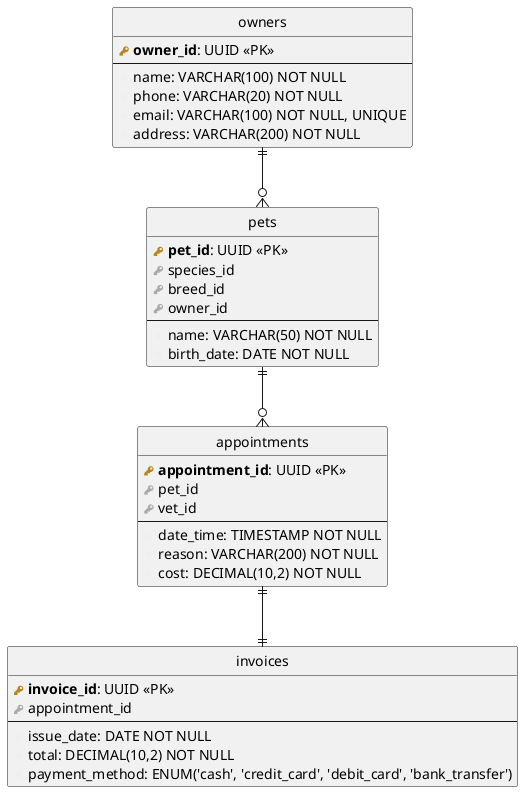 owners
owner_id: UUID «PK»
name: VARCHAR(100) NOT NULL
phone: VARCHAR(20) NOT NULL
email: VARCHAR(100) NOT NULL, UNIQUE
address: VARCHAR(200) NOT NULL
pets
pet_id: UUID «PK»
species_id
breed_id
owner_id
name: VARCHAR(50) NOT NULL
birth_date: DATE NOT NULL
appointments
appointment_id: UUID «PK»
pet_id
vet_id
date_time: TIMESTAMP NOT NULL
reason: VARCHAR(200) NOT NULL
cost: DECIMAL(10,2) NOT NULL
invoices
invoice_id: UUID «PK»
appointment_id
issue_date: DATE NOT NULL
total: DECIMAL(10,2) NOT NULL
payment_method: ENUM('cash', 'credit_card', 'debit_card', 'bank_transfer')